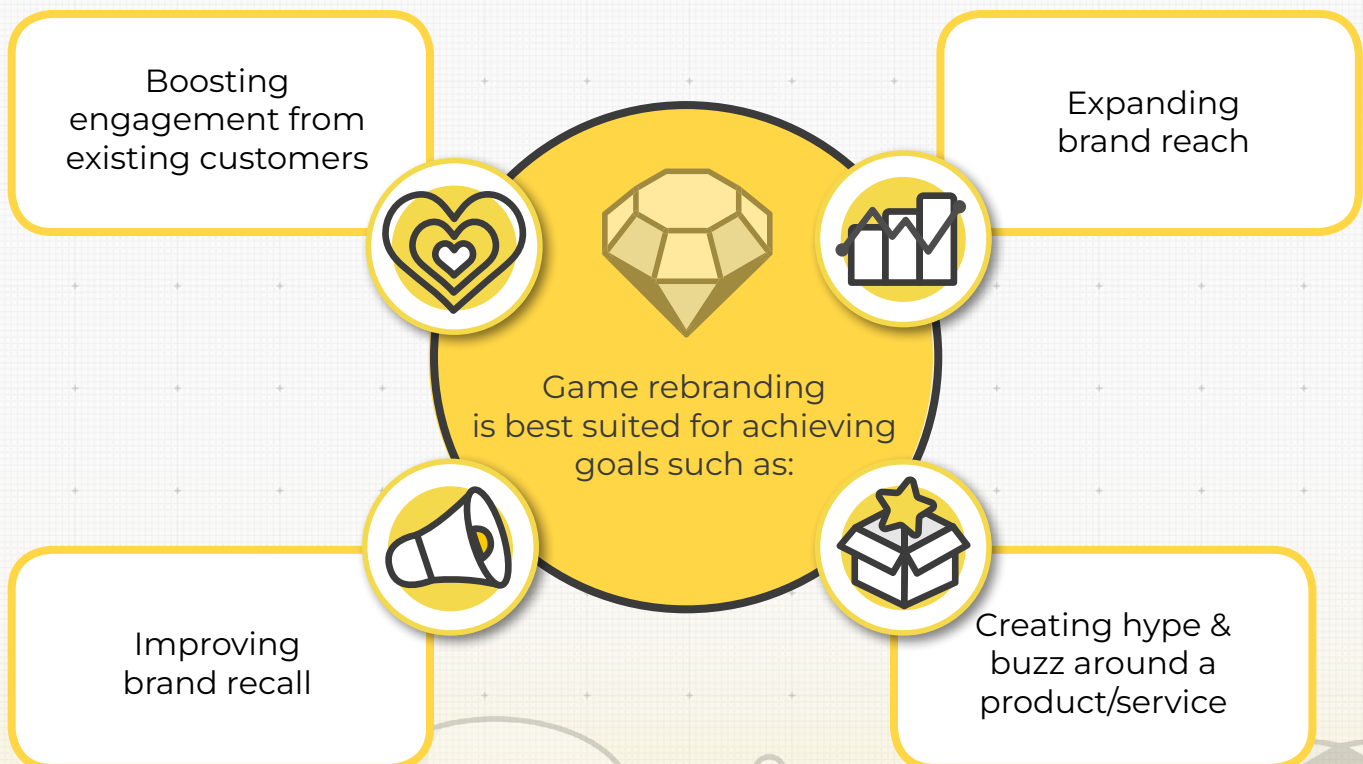 Boosting
engagement from
existing customers
Expanding
brand reach
Game rebranding
is best suited for achieving
goals such as:
Improving
brand recall
Creating hype &
buzz around a
product/service